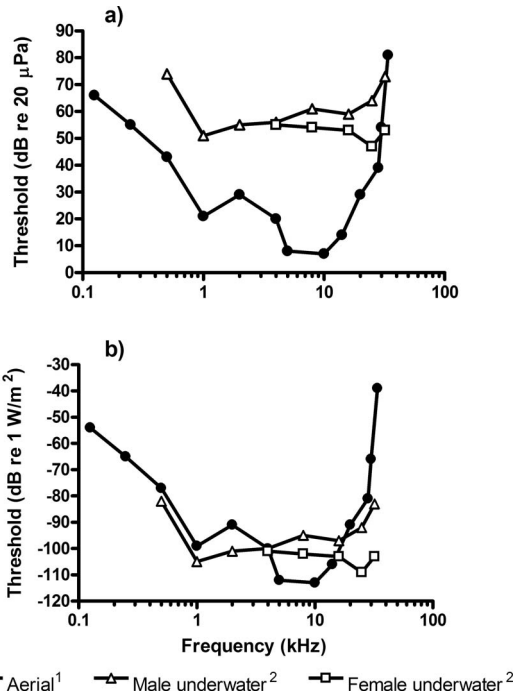 a)
Threshold (dB re 20 μPa)
90
80
70
60
50
40
30
20
10
0
0.1 1 10 100
b)
Threshold (dB re 1 W/m²)
-30
-40
-50
-60
-70
-80
-90
-100
-110
-120
0.1 1 10 100
Frequency (kHz)
Aerial¹ Male underwater² Female underwater²